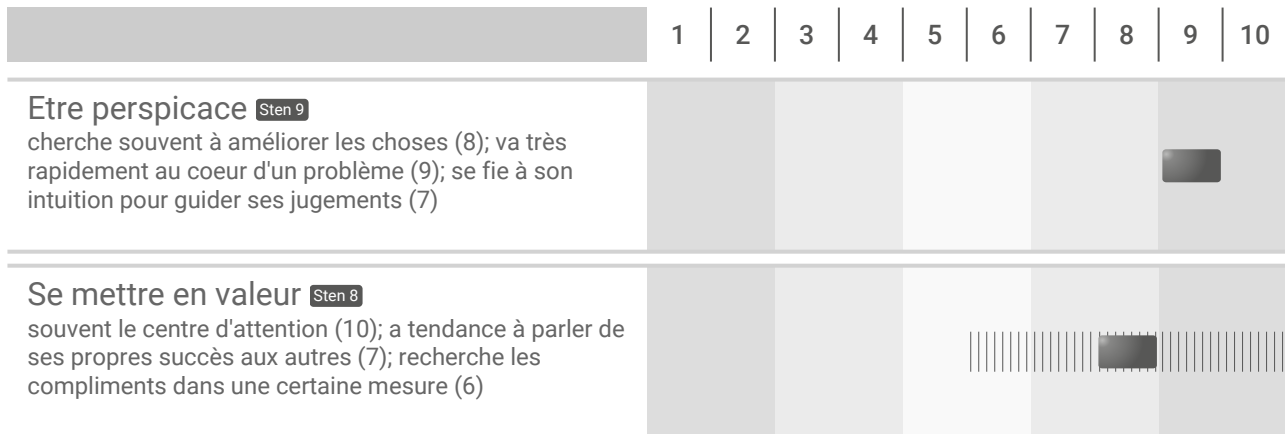 1 2 3 4 5 6 7 8 9 10
Etre perspicace Sten 9
cherche souvent à améliorer les choses (8); va très
rapidement au coeur d'un problème (9); se fie à son
intuition pour guider ses jugements (7)
Se mettre en valeur Sten 8
souvent le centre d'attention (10); a tendance à parler de
ses propres succès aux autres (7); recherche les
compliments dans une certaine mesure (6)